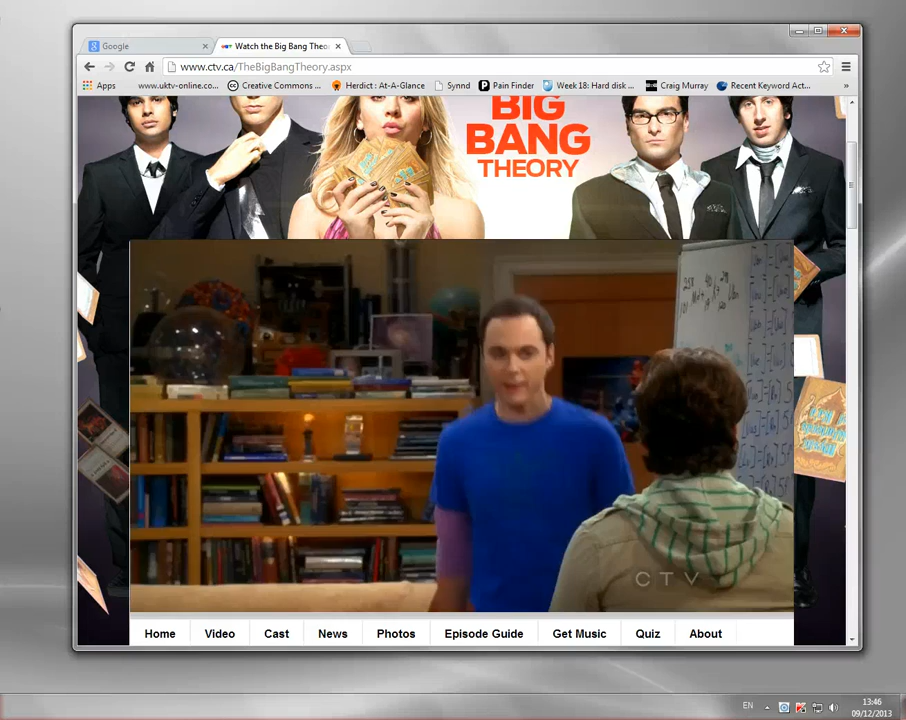 Google
Watch the Big Bang Theo
www.ctv.ca/TheBigBangTheory.aspx
Apps www.uktv-online.co... Creative Commons ... Herdict : At-A-Glance Synnd Pain Finder Week 18: Hard disk ... Craig Murray Recent Keyword Act... »
BIG
BANG
THEORY
CTV
Home Video Cast News Photos Episode Guide Get Music Quiz About
EN
13:46
09/12/2013